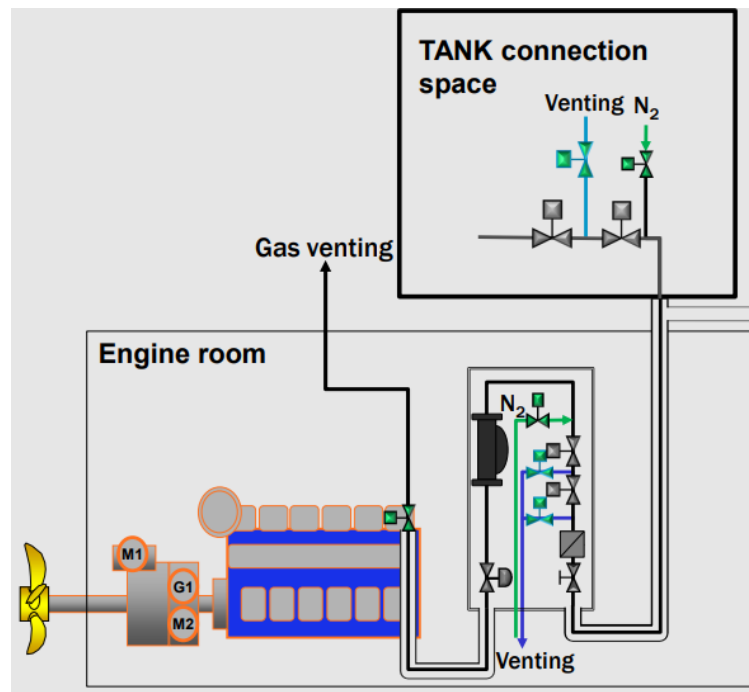 TANK connection
space
Venting N₂
Gas venting
Engine room
N₂
M1
G1
M2
Venting